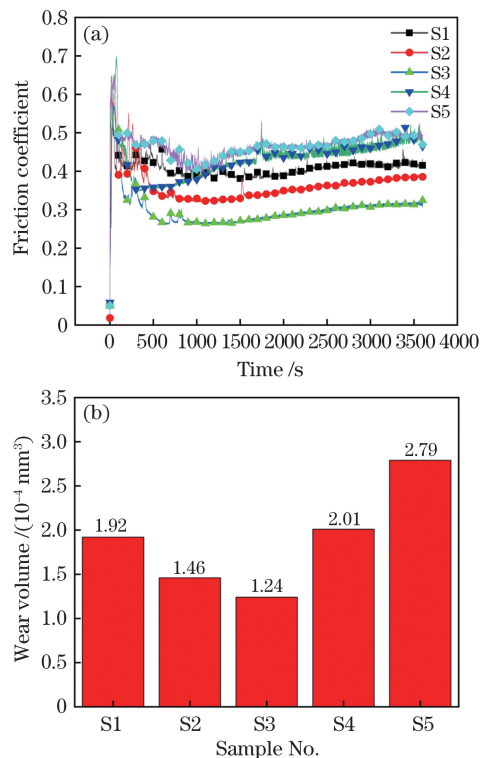 0.8
(a)
S1
S2
S3
S4
S5
0.7
0.6
0.5
0.4
0.3
0.2
0.1
0
Friction coefficient
0 500 1000 1500 2000 2500 3000 3500 4000
Time /s
3.5
(b)
3.0
2.5
2.0
1.5
1.0
0.5
0
Wear volume /(10⁻⁴ mm³)
1.92
1.46
1.24
2.01
2.79
S1 S2 S3 S4 S5
Sample No.